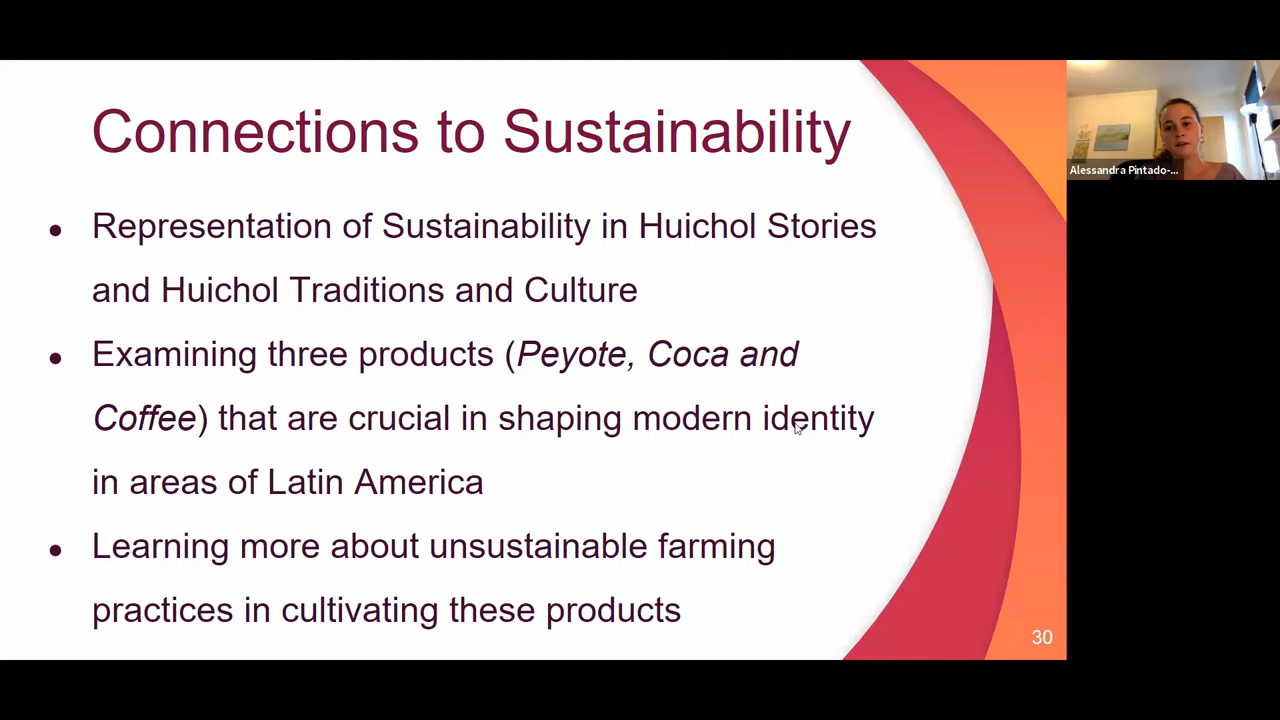 Connections to Sustainability
● Representation of Sustainability in Huichol Stories
and Huichol Traditions and Culture
● Examining three products (Peyote, Coca and
Coffee) that are crucial in shaping modern identity
in areas of Latin America
● Learning more about unsustainable farming
practices in cultivating these products
30
Alessandra Pintado-...